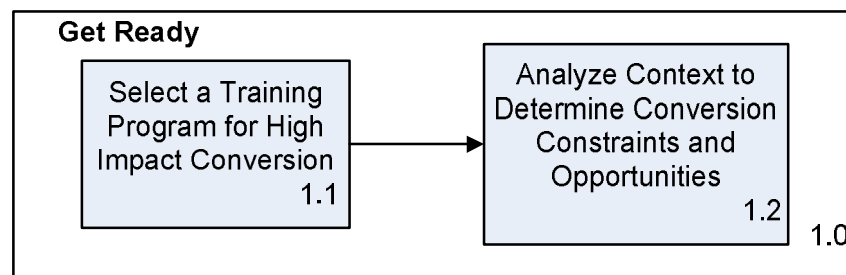 Get Ready
Select a Training
Program for High
Impact Conversion
1.1
Analyze Context to
Determine Conversion
Constraints and
Opportunities
1.2
1.0